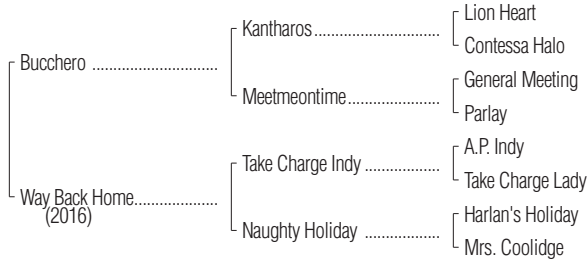 Lion Heart
Kantharos
Contessa Halo
Bucchero
General Meeting
Meetmeontime
Parlay
A.P. Indy
Take Charge Indy
Take Charge Lady
Way Back Home
(2016)
Harlan's Holiday
Naughty Holiday
Mrs. Coolidge